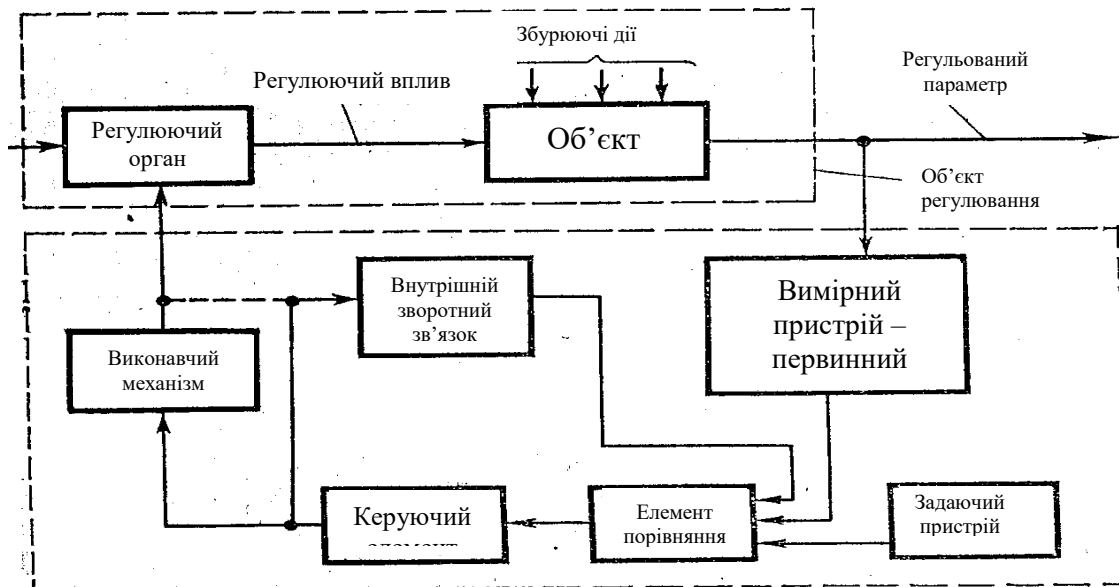 Збурюючі дії
Регулюючий вплив
Регульований
параметр
Регулюючий
орган
Об’єкт
Об’єкт
регулювання
Внутрішній
зворотний
зв’язок
Вимірний
пристрій –
первинний
Виконавчий
механізм
Керуючий
Елемент
порівняння
Задаючий
пристрій